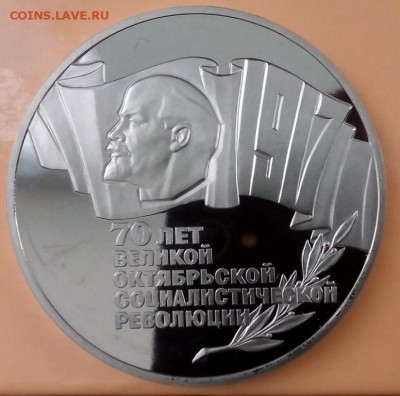 COINS.LAVE.RU
1917
70 ЛЕТ
ВЕЛИКОЙ
ОКТЯБРЬСКОЙ
СОЦИАЛИСТИЧЕСКОЙ
РЕВОЛЮЦИИ